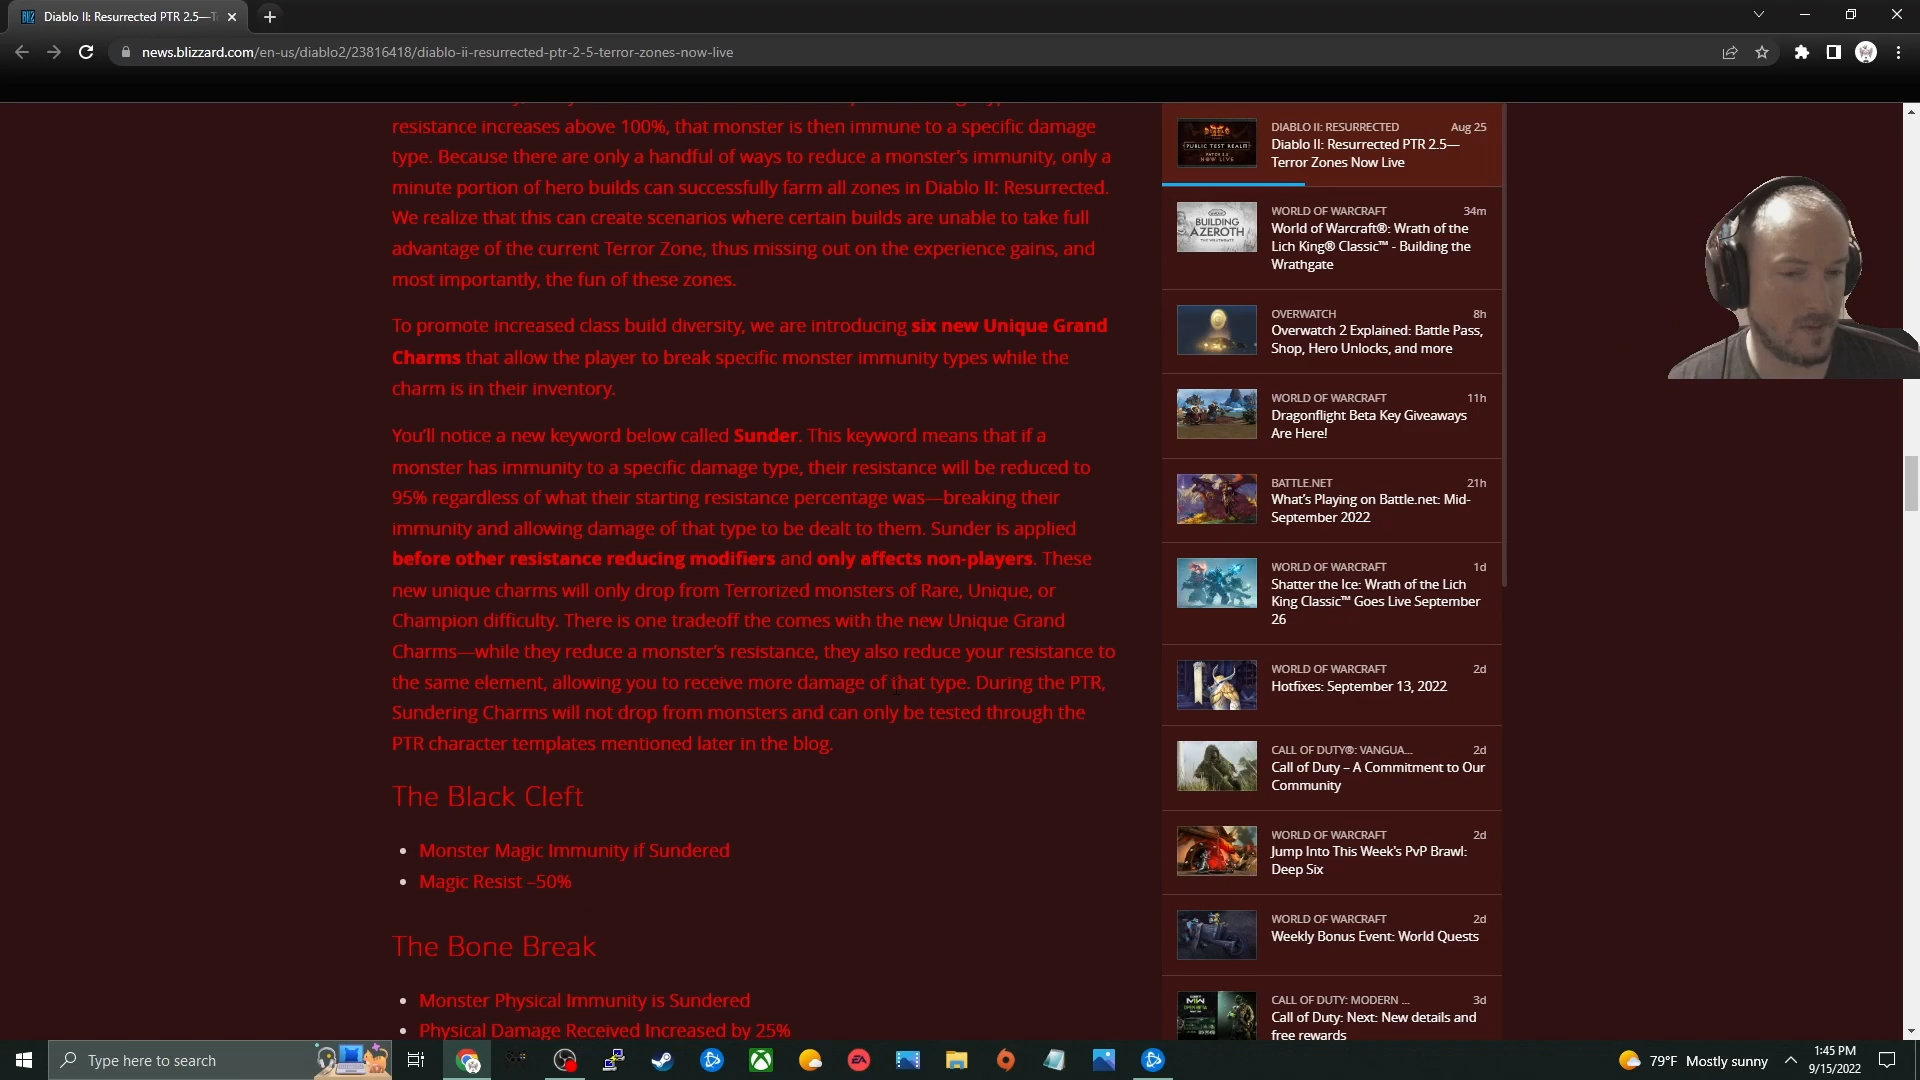 Diablo II: Resurrected PTR 2.5—T
news.blizzard.com/en-us/diablo2/23816418/diablo-ii-resurrected-ptr-2-5-terror-zones-now-live
resistance increases above 100%, that monster is then immune to a specific damage
type. Because there are only a handful of ways to reduce a monster’s immunity, only a
minute portion of hero builds can successfully farm all zones in Diablo II: Resurrected.
We realize that this can create scenarios where certain builds are unable to take full
advantage of the current Terror Zone, thus missing out on the experience gains, and
most importantly, the fun of these zones.
To promote increased class build diversity, we are introducing six new Unique Grand
Charms that allow the player to break specific monster immunity types while the
charm is in their inventory.
You’ll notice a new keyword below called Sunder. This keyword means that if a
monster has immunity to a specific damage type, their resistance will be reduced to
95% regardless of what their starting resistance percentage was—breaking their
immunity and allowing damage of that type to be dealt to them. Sunder is applied
before other resistance reducing modifiers and only affects non-players. These
new unique charms will only drop from Terrorized monsters of Rare, Unique, or
Champion difficulty. There is one tradeoff the comes with the new Unique Grand
Charms—while they reduce a monster’s resistance, they also reduce your resistance to
the same element, allowing you to receive more damage of that type. During the PTR,
Sundering Charms will not drop from monsters and can only be tested through the
PTR character templates mentioned later in the blog.
The Black Cleft
Monster Magic Immunity if Sundered
Magic Resist –50%
The Bone Break
Monster Physical Immunity is Sundered
Physical Damage Received Increased by 25%
DIABLO II: RESURRECTED Aug 25
Diablo II: Resurrected PTR 2.5—
Terror Zones Now Live
DIABLO
PUBLIC TEST REALM
NOW LIVE
WORLD OF WARCRAFT 34m
World of Warcraft®: Wrath of the
Lich King® Classic™ - Building the
Wrathgate
BUILDING
AZEROTH
THE WRATHGATE
OVERWATCH 8h
Overwatch 2 Explained: Battle Pass,
Shop, Hero Unlocks, and more
WORLD OF WARCRAFT 11h
Dragonflight Beta Key Giveaways
Are Here!
BATTLE.NET 21h
What’s Playing on Battle.net: Mid-
September 2022
WORLD OF WARCRAFT 1d
Shatter the Ice: Wrath of the Lich
King Classic™ Goes Live September
26
WORLD OF WARCRAFT 2d
Hotfixes: September 13, 2022
CALL OF DUTY®: VANGUA... 2d
Call of Duty – A Commitment to Our
Community
WORLD OF WARCRAFT 2d
Jump Into This Week's PvP Brawl:
Deep Six
WORLD OF WARCRAFT 2d
Weekly Bonus Event: World Quests
CALL OF DUTY: MODERN ... 3d
Call of Duty: Next: New details and
free rewards
Type here to search
EA
79°F Mostly sunny
1:45 PM
9/15/2022